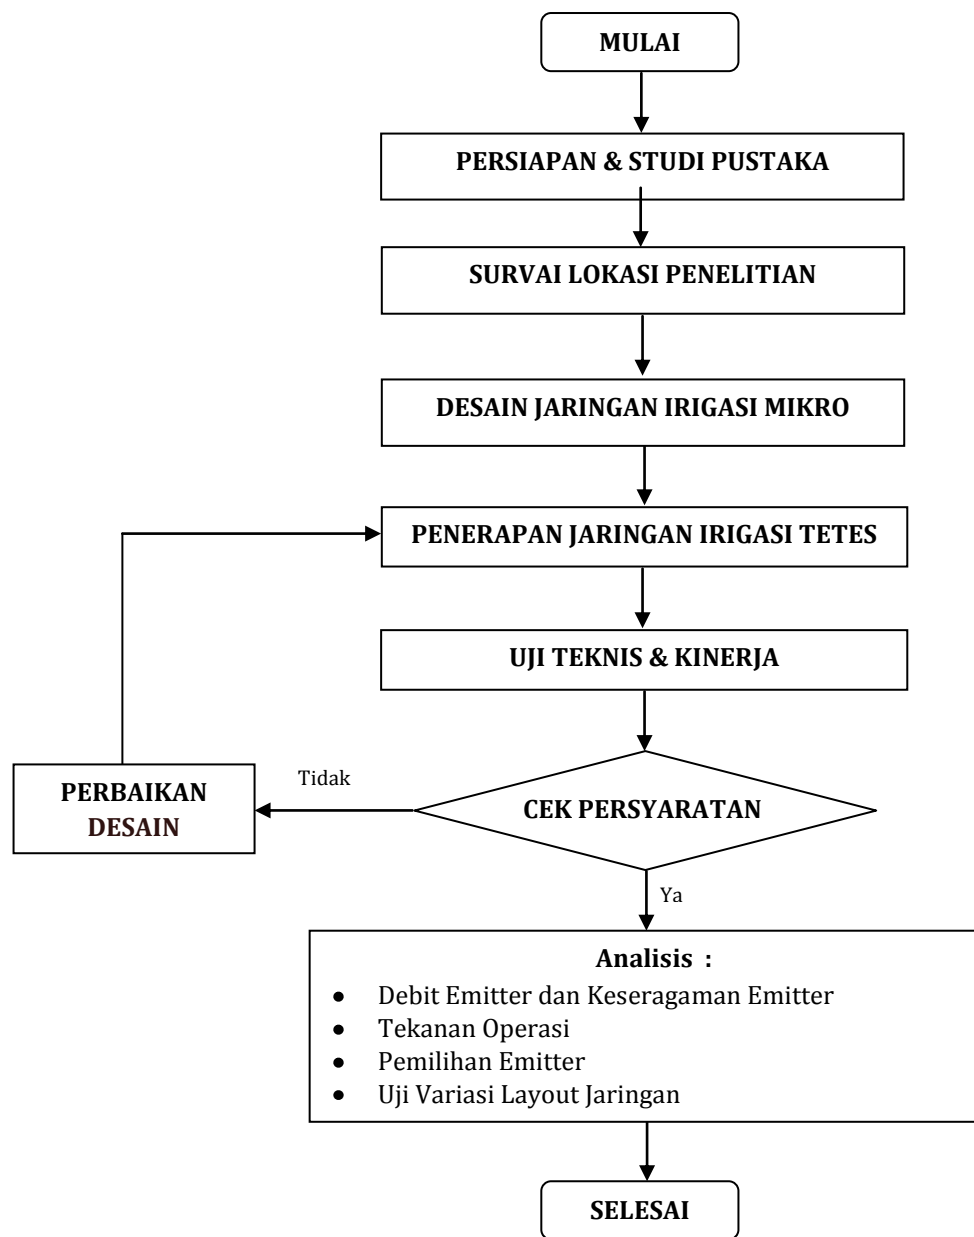 MULAI
PERSIAPAN & STUDI PUSTAKA
SURVAI LOKASI PENELITIAN
DESAIN JARINGAN IRIGASI MIKRO
PENERAPAN JARINGAN IRIGASI TETES
UJI TEKNIS & KINERJA
CEK PERSYARATAN
Tidak
PERBAIKAN
DESAIN
Ya
Analisis :
• Debit Emitter dan Keseragaman Emitter
• Tekanan Operasi
• Pemilihan Emitter
• Uji Variasi Layout Jaringan
SELESAI